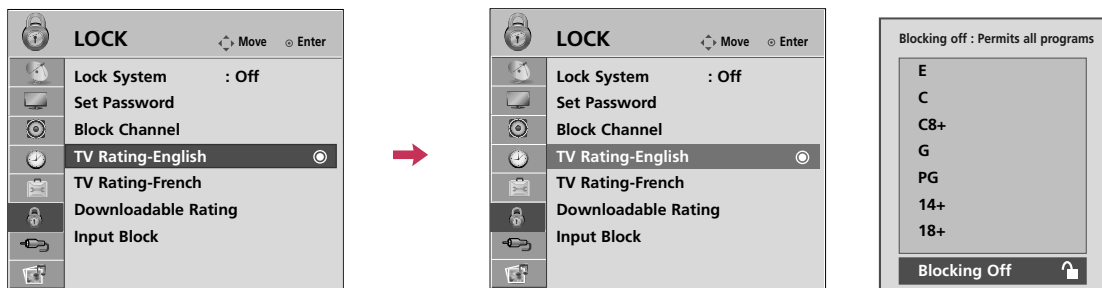 LOCK Move Enter
Lock System : Off
Set Password
Block Channel
TV Rating-English
TV Rating-French
Downloadable Rating
Input Block
LOCK Move Enter
Lock System : Off
Set Password
Block Channel
TV Rating-English
TV Rating-French
Downloadable Rating
Input Block
Blocking off : Permits all programs
E
C
C8+
G
PG
14+
18+
Blocking Off